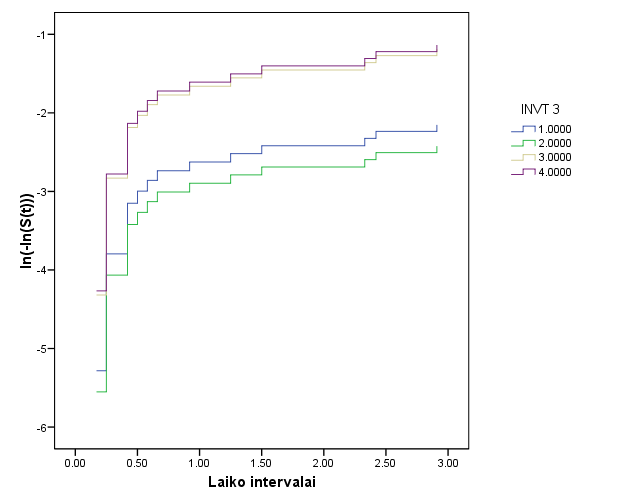 -1
-2
-3
-4
-5
-6
ln(-ln(S(t)))
0.00 0.50 1.00 1.50 2.00 2.50 3.00
Laiko intervalai
INVT 3
1.0000
2.0000
3.0000
4.0000